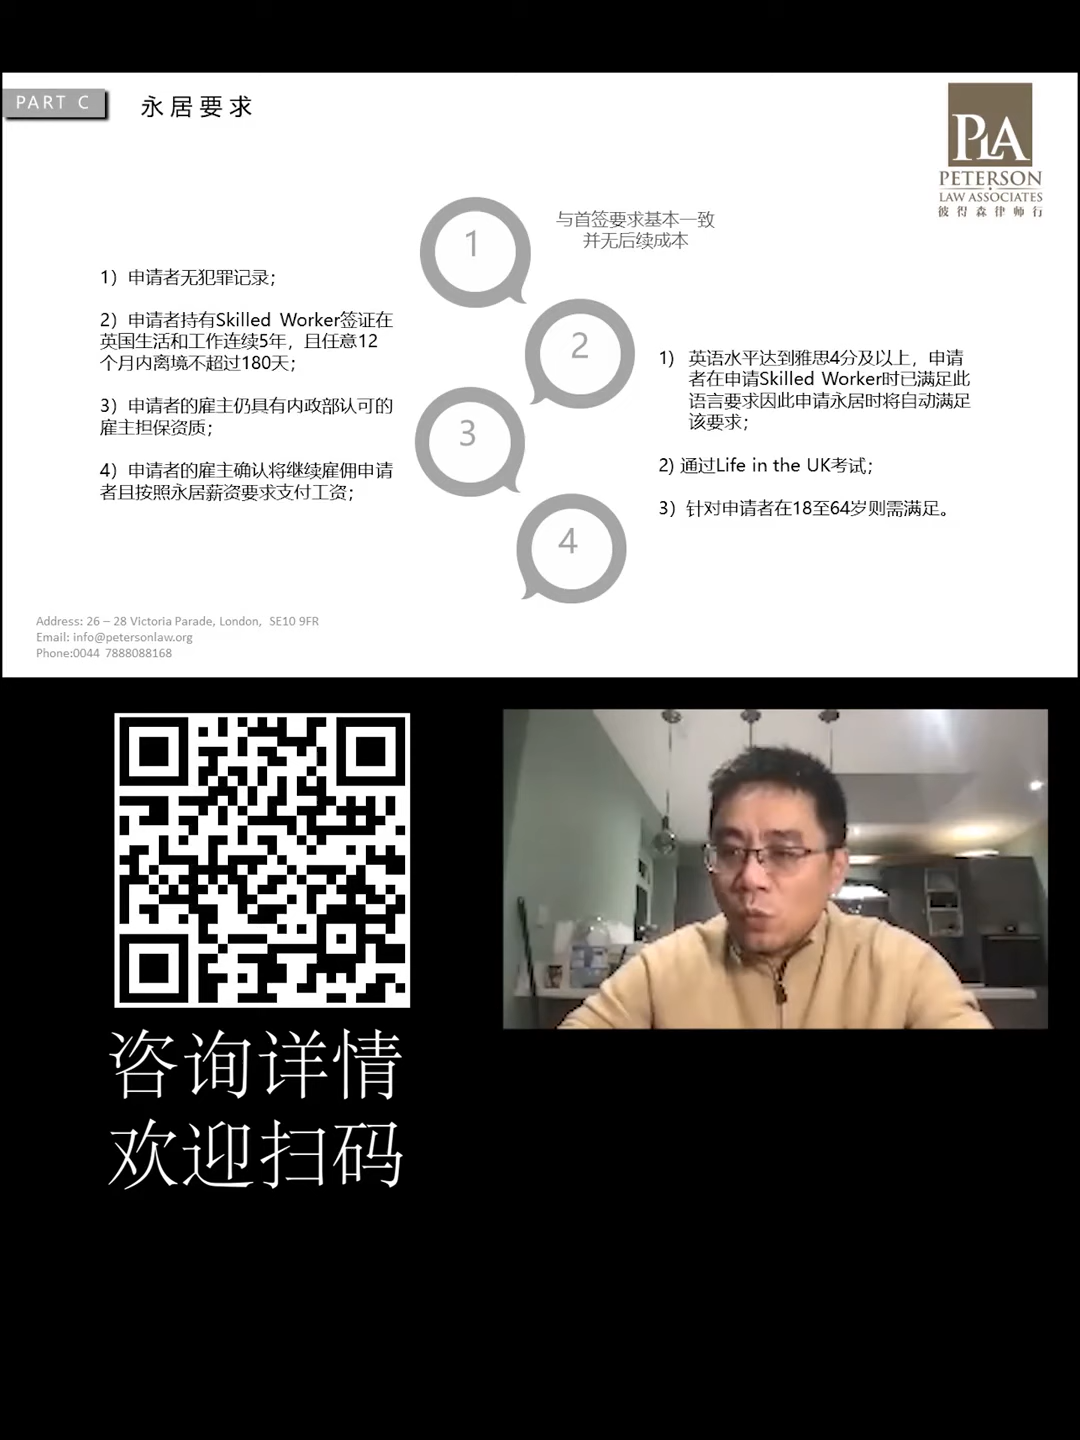 PART C
永居要求
PLA
PETERSON
LAW ASSOCIATES
彼得森律师行
1
与首签要求基本一致
并无后续成本
1）申请者无犯罪记录；
2）申请者持有Skilled Worker签证在
英国生活和工作连续5年，且任意12
个月内离境不超过180天；
3）申请者的雇主仍具有内政部认可的
雇主担保资质；
4）申请者的雇主确认将继续雇佣申请
者且按照永居薪资要求支付工资；
2
3
4
1) 英语水平达到雅思4分及以上，申请
者在申请Skilled Worker时已满足此
语言要求因此申请永居时将自动满足
该要求；
2) 通过Life in the UK考试；
3）针对申请者在18至64岁则需满足。
Address: 26 – 28 Victoria Parade, London, SE10 9FR
Email: info@petersonlaw.org
Phone:0044 7888088168
咨询详情
欢迎扫码